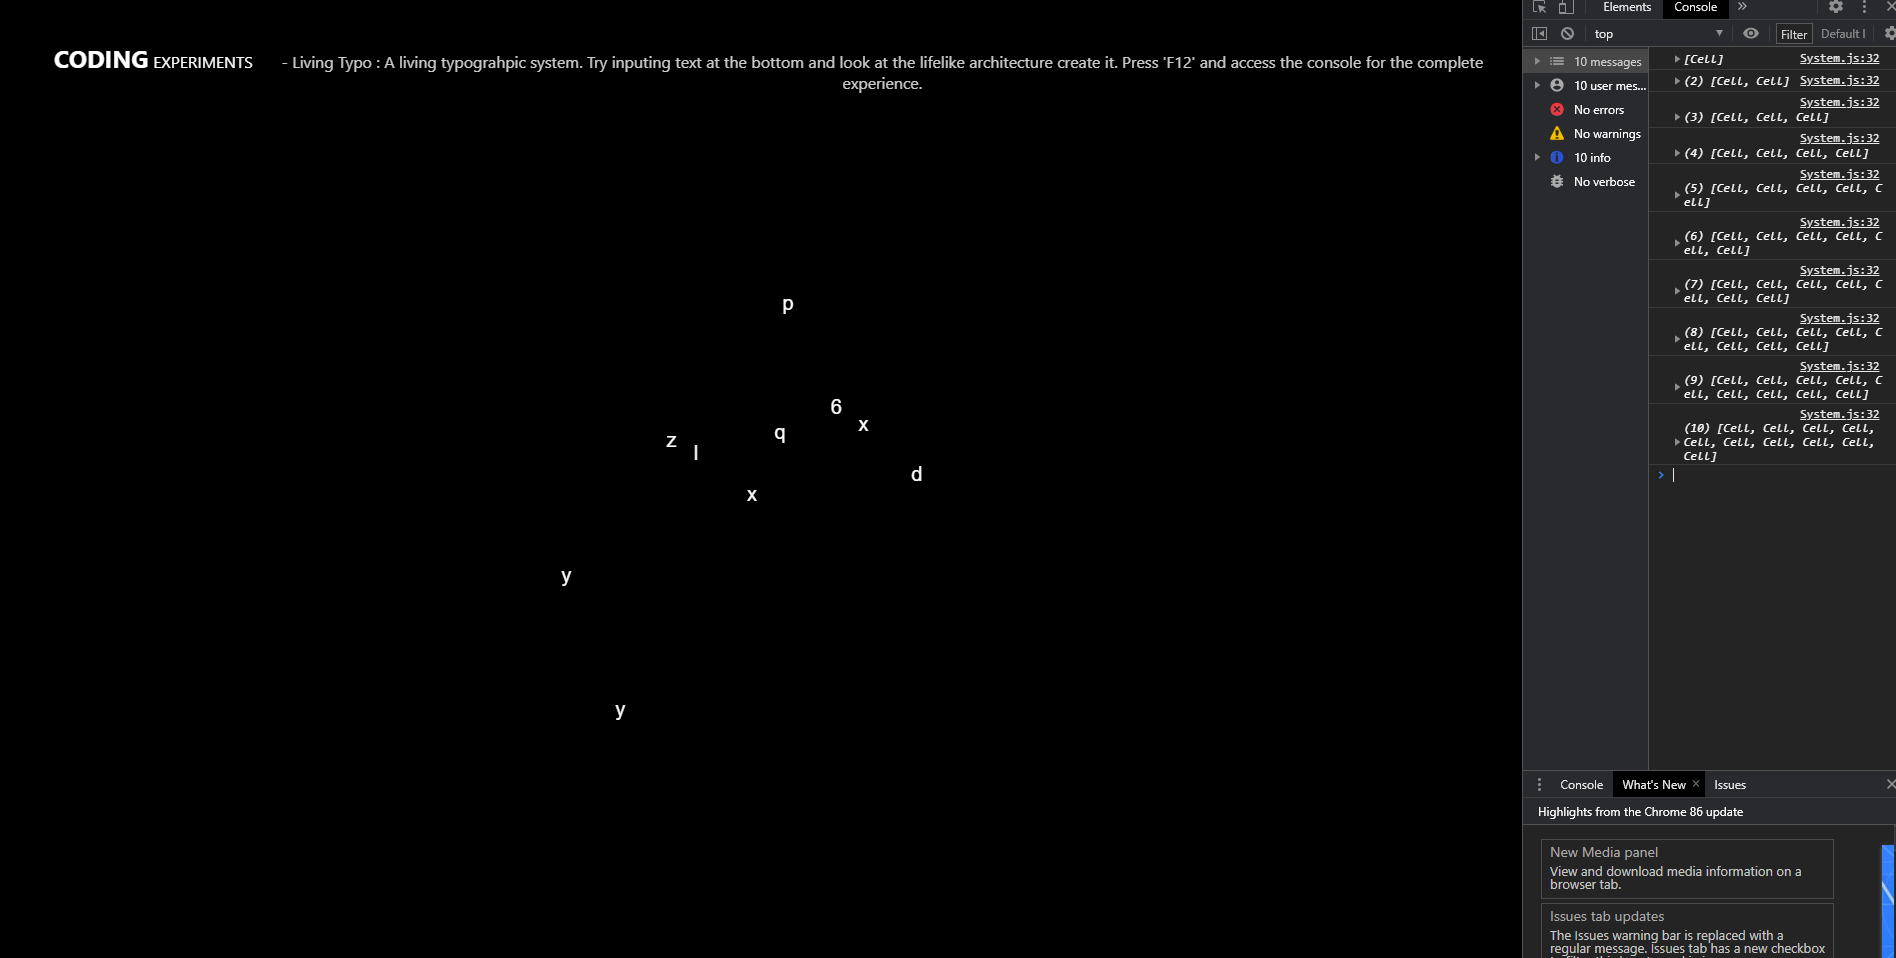 CODING EXPERIMENTS
- Living Typo : A living typograhpic system. Try inputing text at the bottom and look at the lifelike architecture create it. Press 'F12' and access the console for the complete
experience.
p
6
x
q
z
l
d
x
y
y
Elements
Console
»
top
Filter
Default l
10 messages
10 user mes...
No errors
No warnings
10 info
No verbose
[Cell]
System.js:32
(2) [Cell, Cell]
System.js:32
System.js:32
(3) [Cell, Cell, Cell]
System.js:32
(4) [Cell, Cell, Cell, Cell]
System.js:32
(5) [Cell, Cell, Cell, Cell, C
ell]
System.js:32
(6) [Cell, Cell, Cell, Cell, C
ell, Cell]
System.js:32
(7) [Cell, Cell, Cell, Cell, C
ell, Cell, Cell]
System.js:32
(8) [Cell, Cell, Cell, Cell, C
ell, Cell, Cell, Cell]
System.js:32
(9) [Cell, Cell, Cell, Cell, C
ell, Cell, Cell, Cell, Cell]
System.js:32
(10) [Cell, Cell, Cell, Cell,
Cell, Cell, Cell, Cell, Cell,
Cell]
Console
What's New
Issues
Highlights from the Chrome 86 update
New Media panel
View and download media information on a
browser tab.
Issues tab updates
The Issues warning bar is replaced with a
regular message. Issues tab has a new checkbox